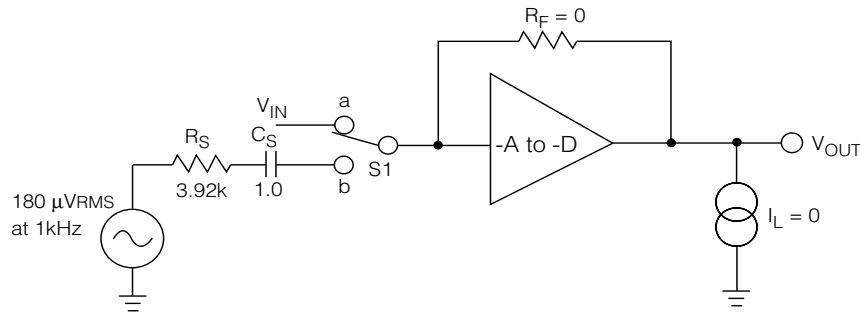 R_F = 0
V_IN
a
R_S
C_S
-A to -D
V_OUT
S1
3.92k
1.0
b
180 μVRMS
at 1kHz
I_L = 0